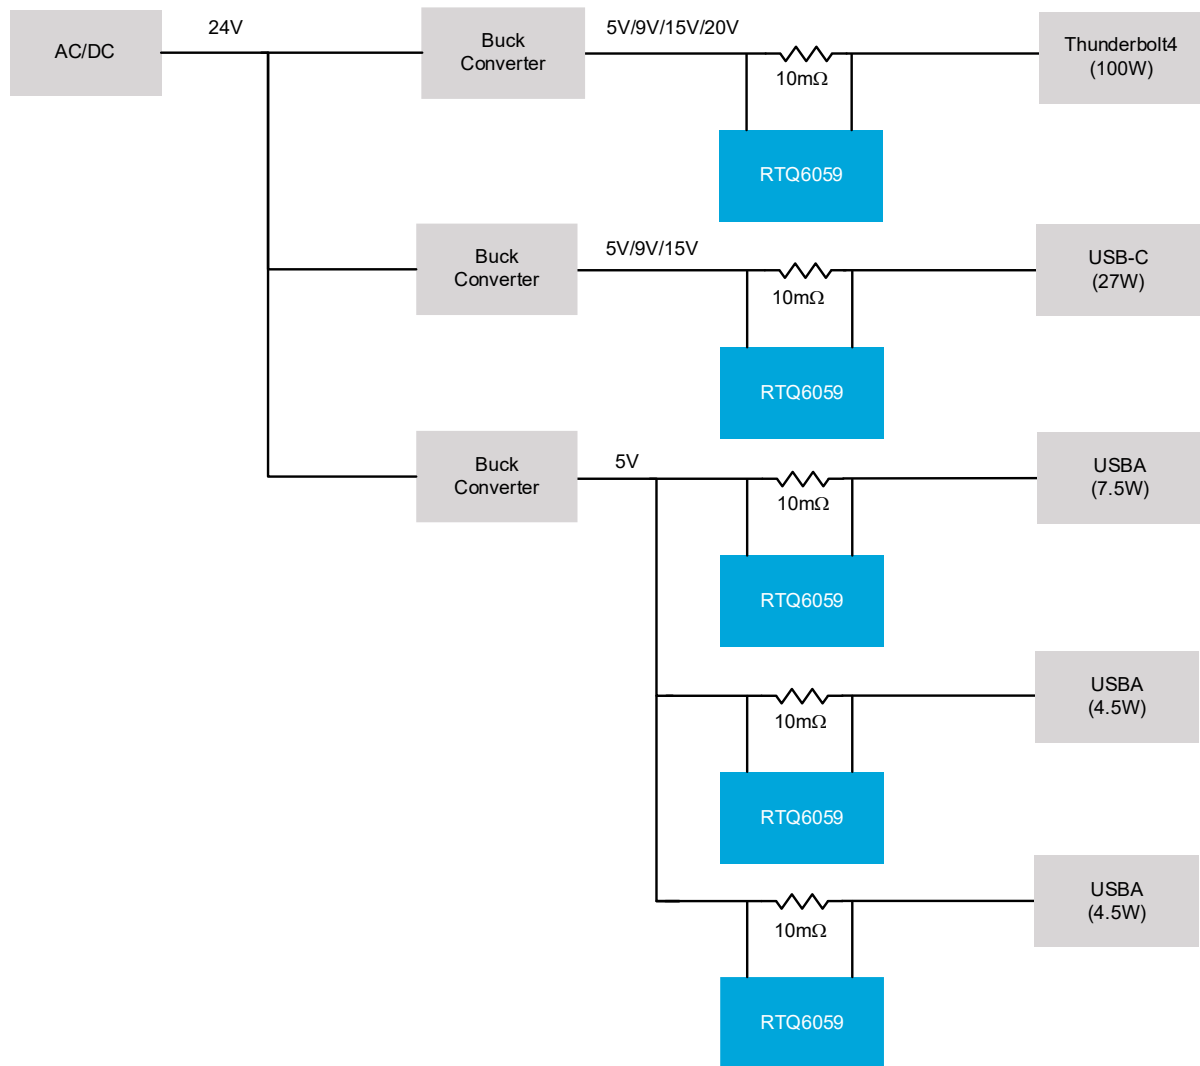 AC/DC
24V
Buck
Converter
5V/9V/15V/20V
10mΩ
RTQ6059
Thunderbolt4
(100W)
Buck
Converter
5V/9V/15V
10mΩ
RTQ6059
USB-C
(27W)
Buck
Converter
5V
10mΩ
RTQ6059
USBA
(7.5W)
10mΩ
RTQ6059
USBA
(4.5W)
10mΩ
RTQ6059
USBA
(4.5W)